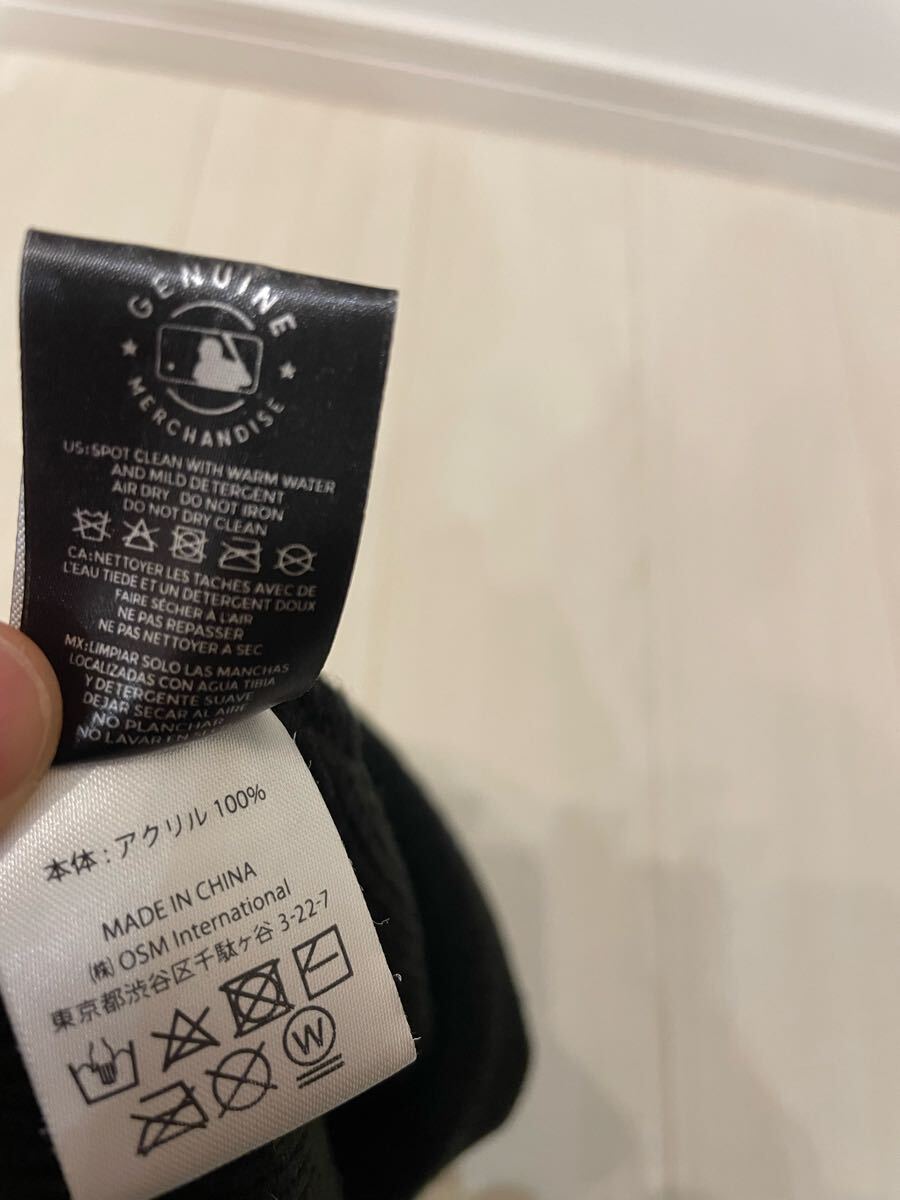 GENUINE
MERCHANDISE
US:SPOT CLEAN WITH WARM WATER
AND MILD DETERGENT
AIR DRY DO NOT IRON
DO NOT DRY CLEAN
CA:NETTOYER LES TACHES AVEC DE
L'EAU TIEDE ET UN DETERGENT DOUX
FAIRE SÉCHER À L'AIR
NE PAS REPASSER
NE PAS NETTOYER A SEC
MX:LIMPIAR SOLO LAS MANCHAS
LOCALIZADAS CON AGUA TIBIA
Y DETERGENTE SUAVE
DEJAR SECAR AL AIRE
NO PLANCHAR
NO LAVAR EN
本体:アクリル 100%
MADE IN CHINA
㈱ OSM International
東京都渋谷区千駄ヶ谷 3-22-7
W